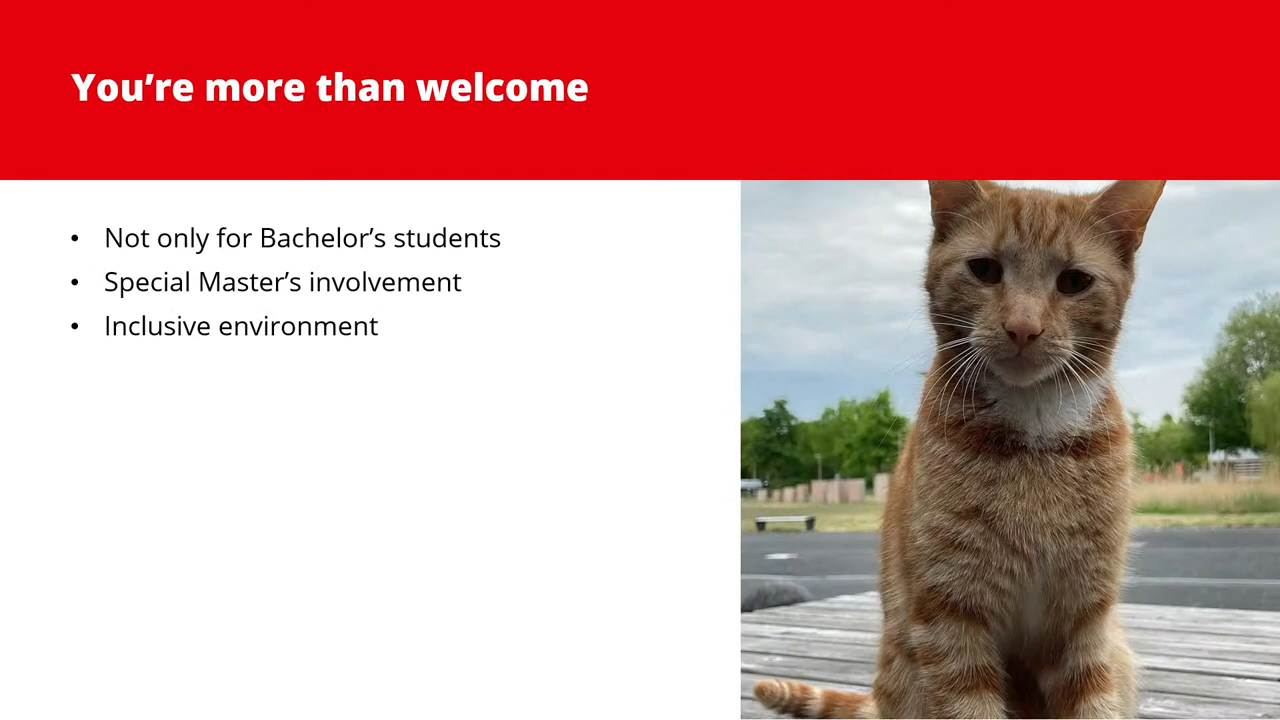 You’re more than welcome
• Not only for Bachelor’s students
• Special Master’s involvement
• Inclusive environment